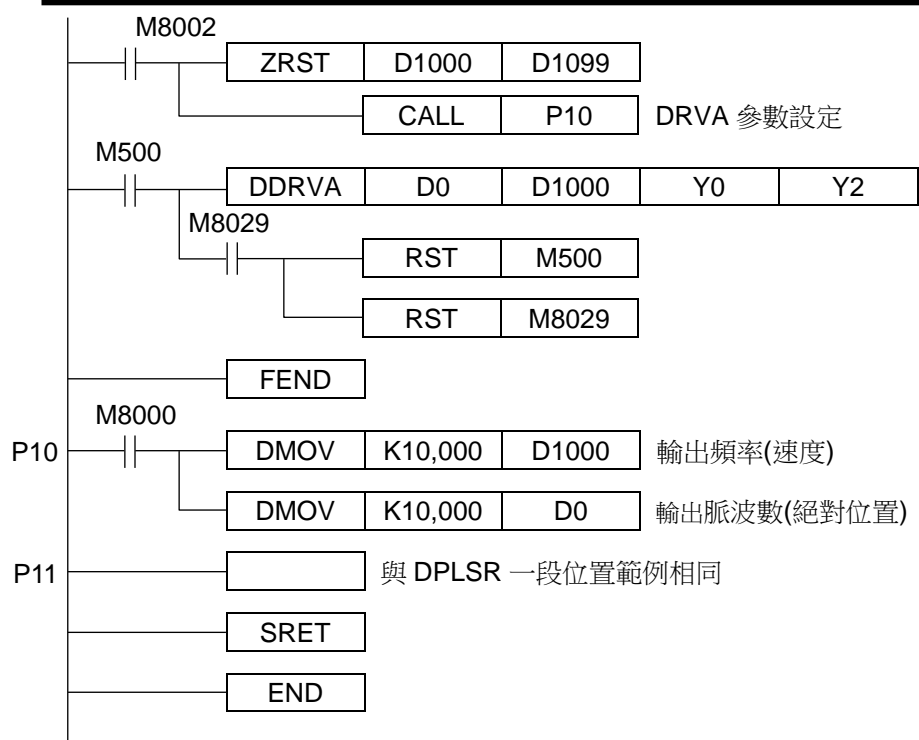 M8002
ZRST D1000 D1099
CALL P10 DRVA 參數設定
M500
DDRVA D0 D1000 Y0 Y2
M8029
RST M500
RST M8029
FEND
M8000
P10 DMOV K10,000 D1000 輸出頻率(速度)
DMOV K10,000 D0 輸出脈波數(絕對位置)
P11 與 DPLSR 一段位置範例相同
SRET
END